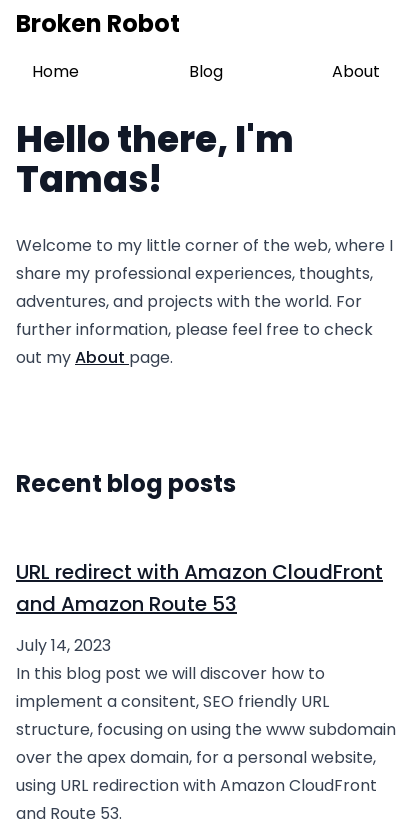 Broken Robot
Home Blog About
Hello there, I'm
Tamas!
Welcome to my little corner of the web, where I
share my professional experiences, thoughts,
adventures, and projects with the world. For
further information, please feel free to check
out my About page.
Recent blog posts
URL redirect with Amazon CloudFront
and Amazon Route 53
July 14, 2023
In this blog post we will discover how to
implement a consitent, SEO friendly URL
structure, focusing on using the www subdomain
over the apex domain, for a personal website,
using URL redirection with Amazon CloudFront
and Route 53.